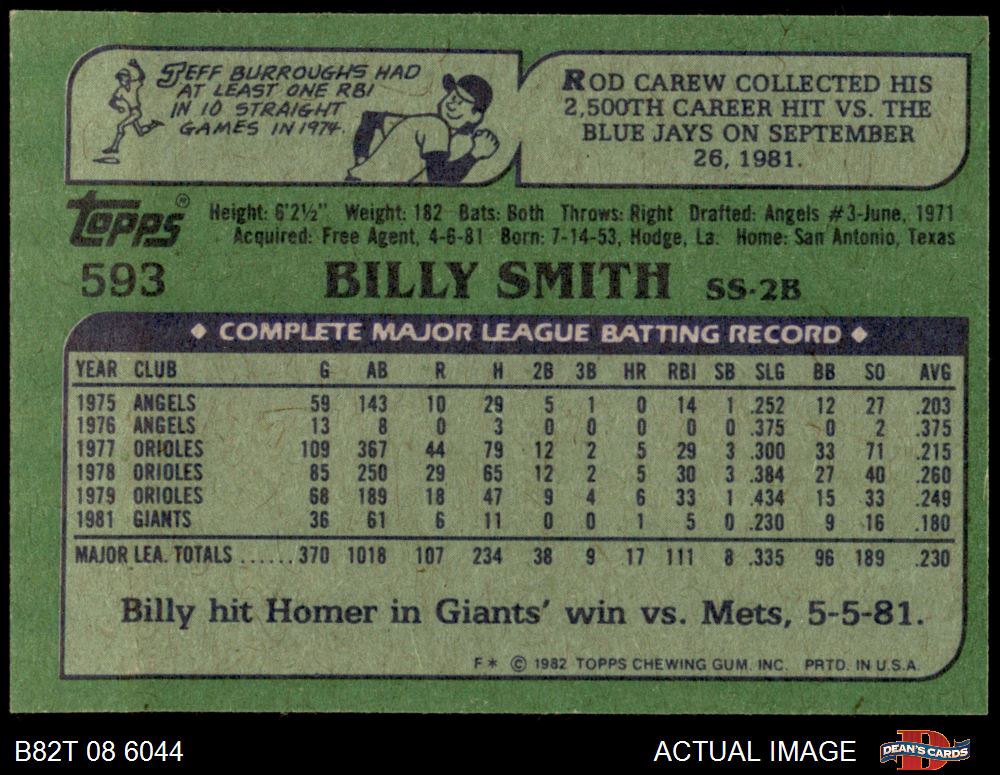 JEFF BURROUGHS HAD
AT LEAST ONE RBI
IN 10 STRAIGHT
GAMES IN 1974.
ROD CAREW COLLECTED HIS
2,500TH CAREER HIT VS. THE
BLUE JAYS ON SEPTEMBER
26, 1981.
Topps®
Height: 6'2½" Weight: 182 Bats: Both Throws: Right Drafted: Angels #3-June, 1971
Acquired: Free Agent, 4-6-81 Born: 7-14-53, Hodge, La. Home: San Antonio, Texas
593 BILLY SMITH SS-2B
◆ COMPLETE MAJOR LEAGUE BATTING RECORD ◆
YEAR CLUB G AB R H 2B 3B HR RBI SB SLG BB SO AVG
1975 ANGELS 59 143 10 29 5 1 0 14 1 .252 12 27 .203
1976 ANGELS 13 8 0 3 0 0 0 0 0 .375 0 2 .375
1977 ORIOLES 109 367 44 79 12 2 5 29 3 .300 33 71 .215
1978 ORIOLES 85 250 29 65 12 2 5 30 3 .384 27 40 .260
1979 ORIOLES 68 189 18 47 9 4 6 33 1 .434 15 33 .249
1981 GIANTS 36 61 6 11 0 0 1 5 0 .230 9 16 .180
MAJOR LEA. TOTALS ...... 370 1018 107 234 38 9 17 111 8 .335 96 189 .230
Billy hit Homer in Giants' win vs. Mets, 5-5-81.
F* © 1982 TOPPS CHEWING GUM, INC. PRTD. IN U.S.A.
B82T 08 6044
ACTUAL IMAGE
DEAN'S CARDS